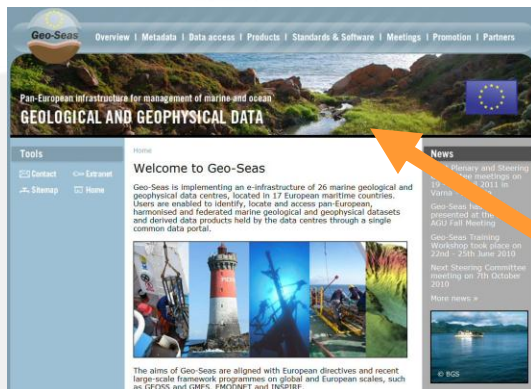 Geo-Seas
Overview | Metadata | Data access | Products | Standards & Software | Meetings | Promotion | Partners
Pan-European infrastructure for management of marine and ocean
GEOLOGICAL AND GEOPHYSICAL DATA
Tools
Contact
Extranet
Sitemap
Home
Home
Welcome to Geo-Seas
Geo-Seas is implementing an e-infrastructure of 26 marine geological and
geophysical data centres, located in 17 European maritime countries.
Users are enabled to identify, locate and access pan-European,
harmonised and federated marine geological and geophysical datasets
and derived data products held by the data centres through a single
common data portal.
The aims of Geo-Seas are aligned with European directives and recent
large-scale framework programmes on global and European scales, such
as GEOSS and GMES, EMODNET and INSPIRE.
News
Plenary and Steering
meetings on
19 2011 in
Varna
Geo-Seas
presented at the
AGU Fall Meeting
Geo-Seas Training
Workshop took place on
22nd - 25th June 2010
Next Steering Committee
meeting on 7th October
2010
More news »
© BGS